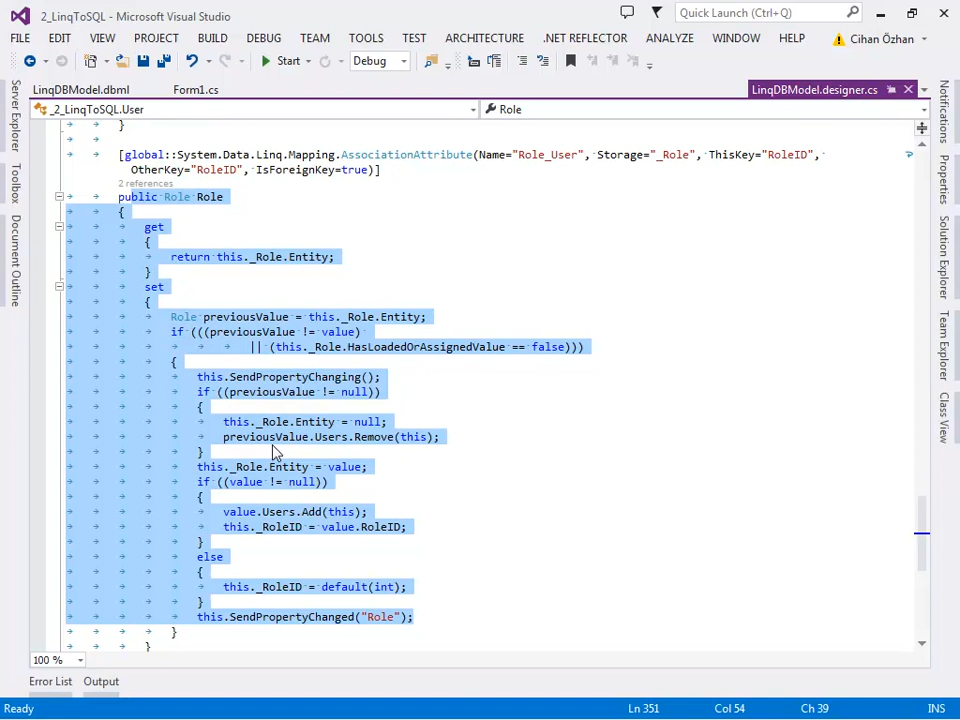 2_LinqToSQL - Microsoft Visual Studio
Quick Launch (Ctrl+Q)
FILE EDIT VIEW PROJECT BUILD DEBUG TEAM TOOLS TEST ARCHITECTURE .NET REFLECTOR ANALYZE WINDOW HELP Cihan Özhan
Start Debug
LinqDBModel.dbml Form1.cs LinqDBModel.designer.cs
_2_LinqToSQL.User Role
}
[global::System.Data.Linq.Mapping.AssociationAttribute(Name="Role_User", Storage="_Role", ThisKey="RoleID",
OtherKey="RoleID", IsForeignKey=true)]
2 references
public Role Role
{
get
{
return this._Role.Entity;
}
set
{
Role previousValue = this._Role.Entity;
if (((previousValue != value)
|| (this._Role.HasLoadedOrAssignedValue == false)))
{
this.SendPropertyChanging();
if ((previousValue != null))
{
this._Role.Entity = null;
previousValue.Users.Remove(this);
}
this._Role.Entity = value;
if ((value != null))
{
value.Users.Add(this);
this._RoleID = value.RoleID;
}
else
{
this._RoleID = default(int);
}
this.SendPropertyChanged("Role");
}
}
Server Explorer
Toolbox
Document Outline
Notifications
Properties
Solution Explorer
Team Explorer
Class View
100 %
Error List Output
Ready Ln 351 Col 54 Ch 39 INS